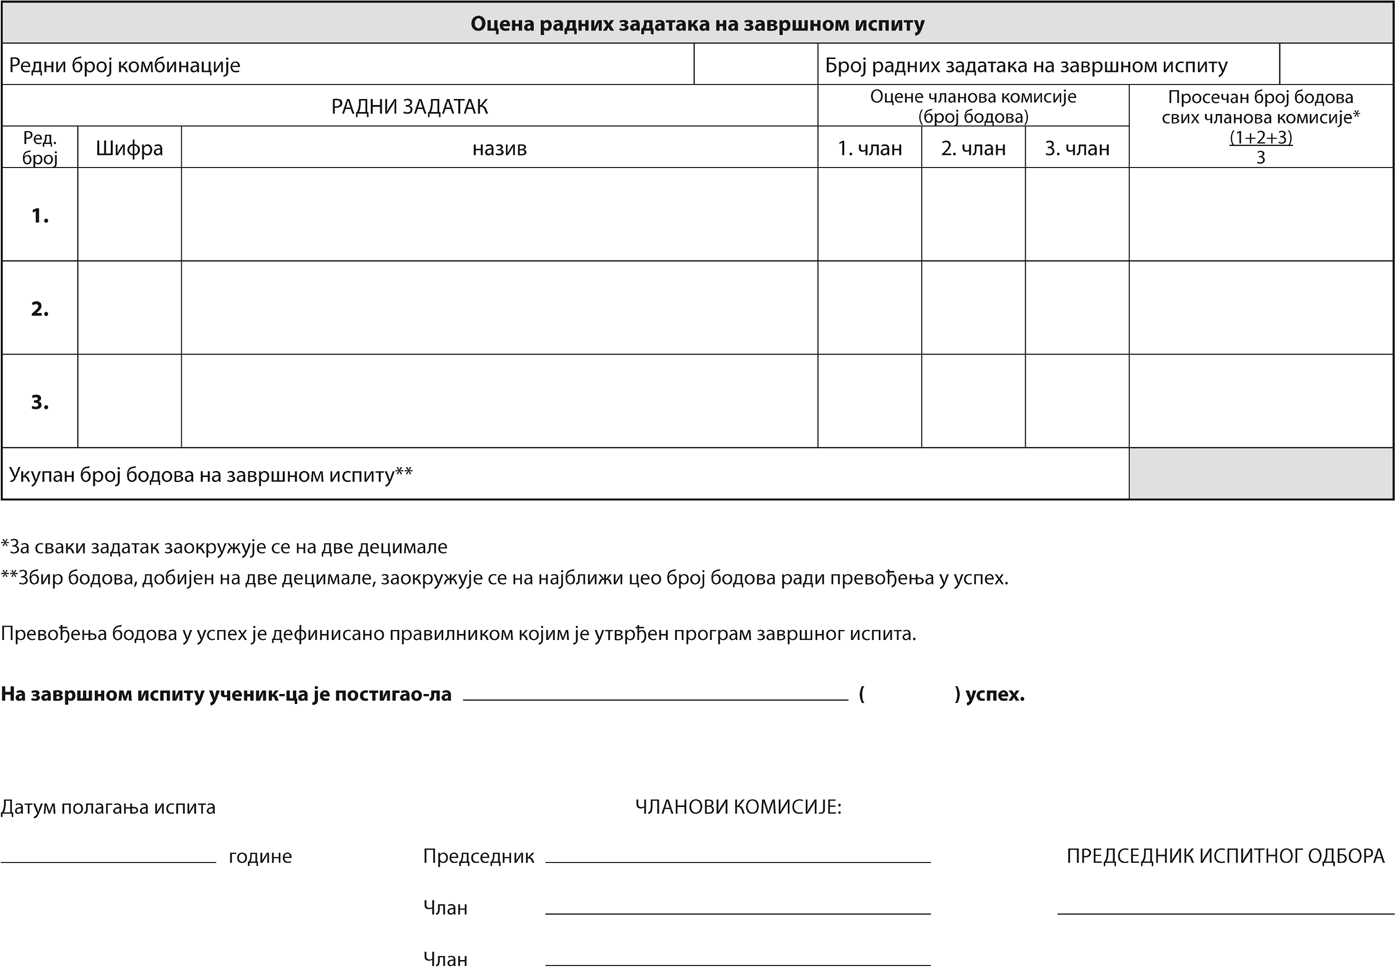 Оцена радних задатака на завршном испиту
Редни број комбинације
Број радних задатака на завршном испиту
РАДНИ ЗАДАТАК
Оцене чланова комисије
(број бодова)
Просечан број бодова
свих чланова комисије*
(1+2+3)
3
Ред.
број
Шифра
назив
1. члан
2. члан
3. члан
1.
2.
3.
Укупан број бодова на завршном испиту**
*За сваки задатак заокружује се на две децимале
**Збир бодова, добијен на две децимале, заокружује се на најближи цео број бодова ради превођења у успех.
Превођења бодова у успех је дефинисано правилником којим је утврђен програм завршног испита.
На завршном испиту ученик-ца је постигао-ла ( ) успех.
Датум полагања испита
ЧЛАНОВИ КОМИСИЈЕ:
године
Председник
ПРЕДСЕДНИК ИСПИТНОГ ОДБОРА
Члан
Члан